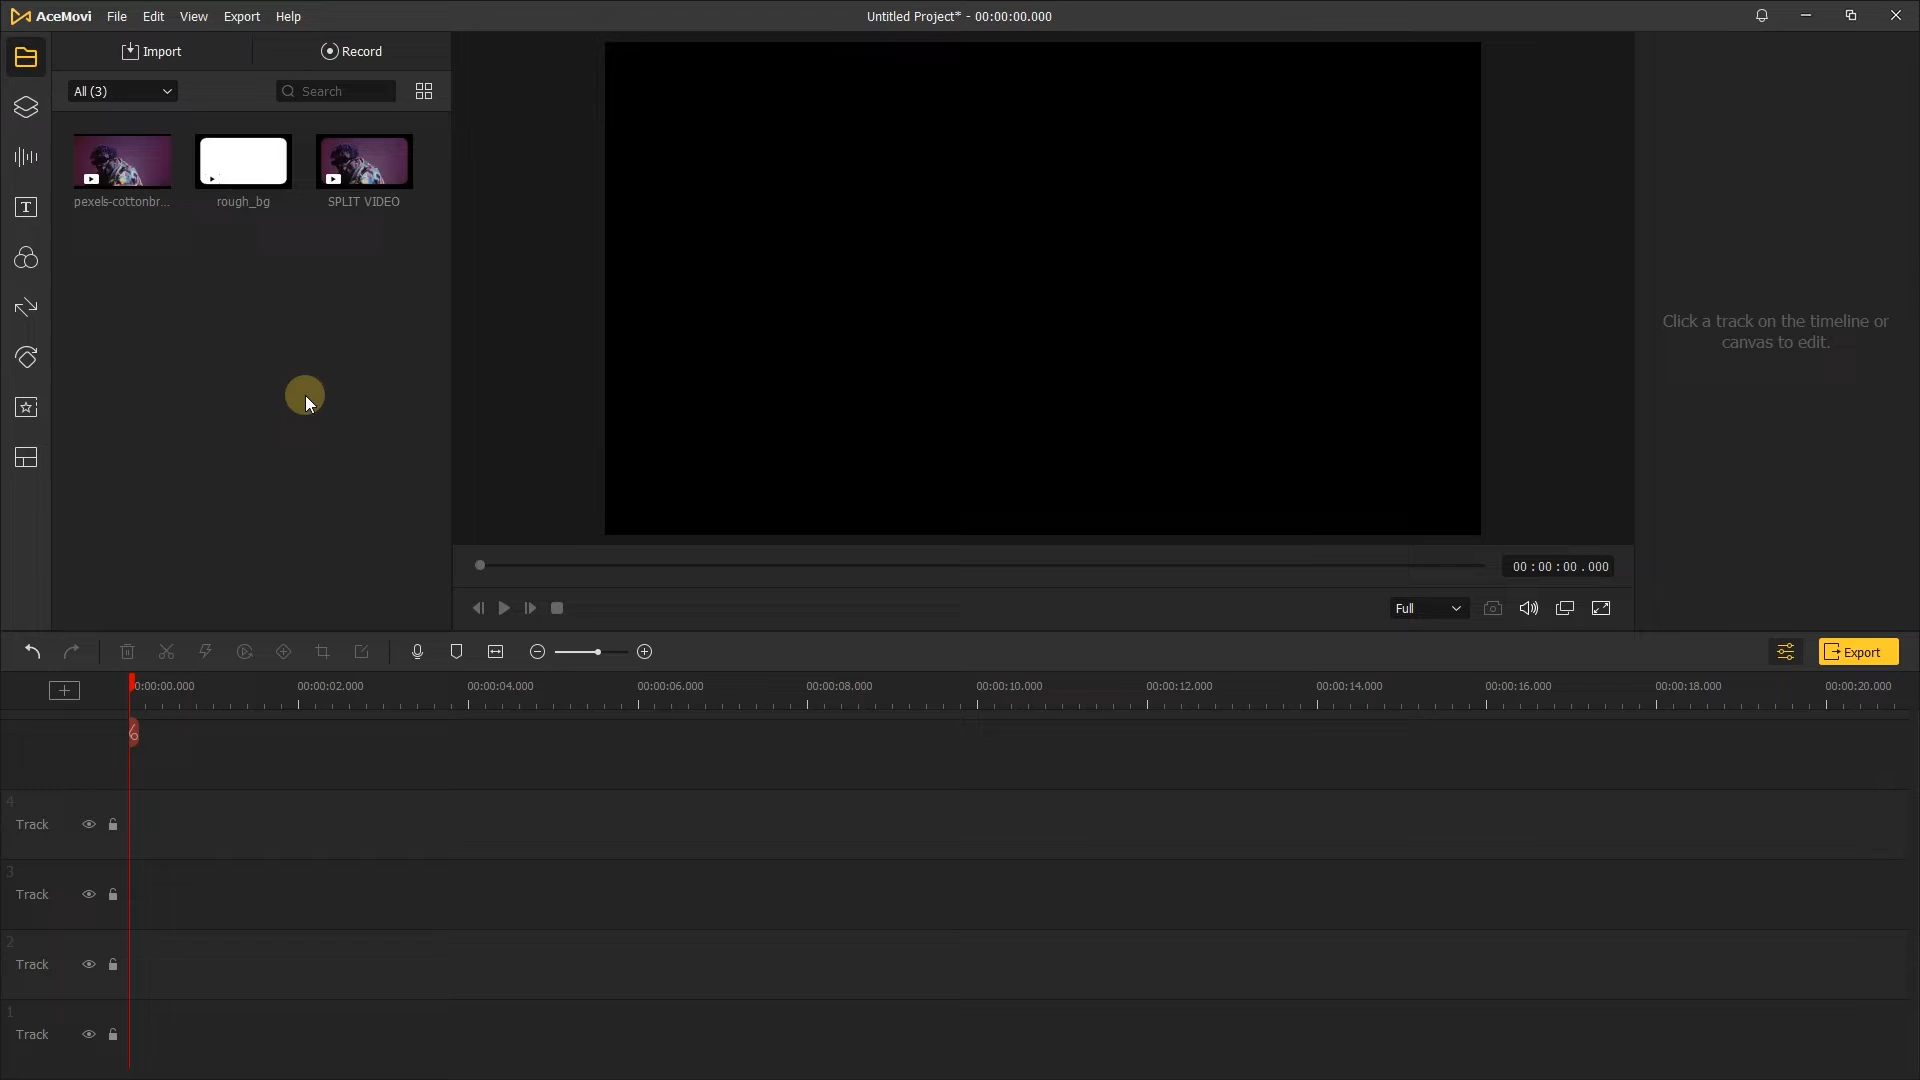 AceMovi File Edit View Export Help
Untitled Project* - 00:00:00.000
Import Record
All (3) Search
pexels-cottonbr... rough_bg SPLIT VIDEO
Click a track on the timeline or
canvas to edit.
00:00:00.000
Full
Export
0:00:00.000 00:00:02.000 00:00:04.000 00:00:06.000 00:00:08.000 00:00:10.000 00:00:12.000 00:00:14.000 00:00:16.000 00:00:18.000 00:00:20.000
4
Track
3
Track
2
Track
1
Track